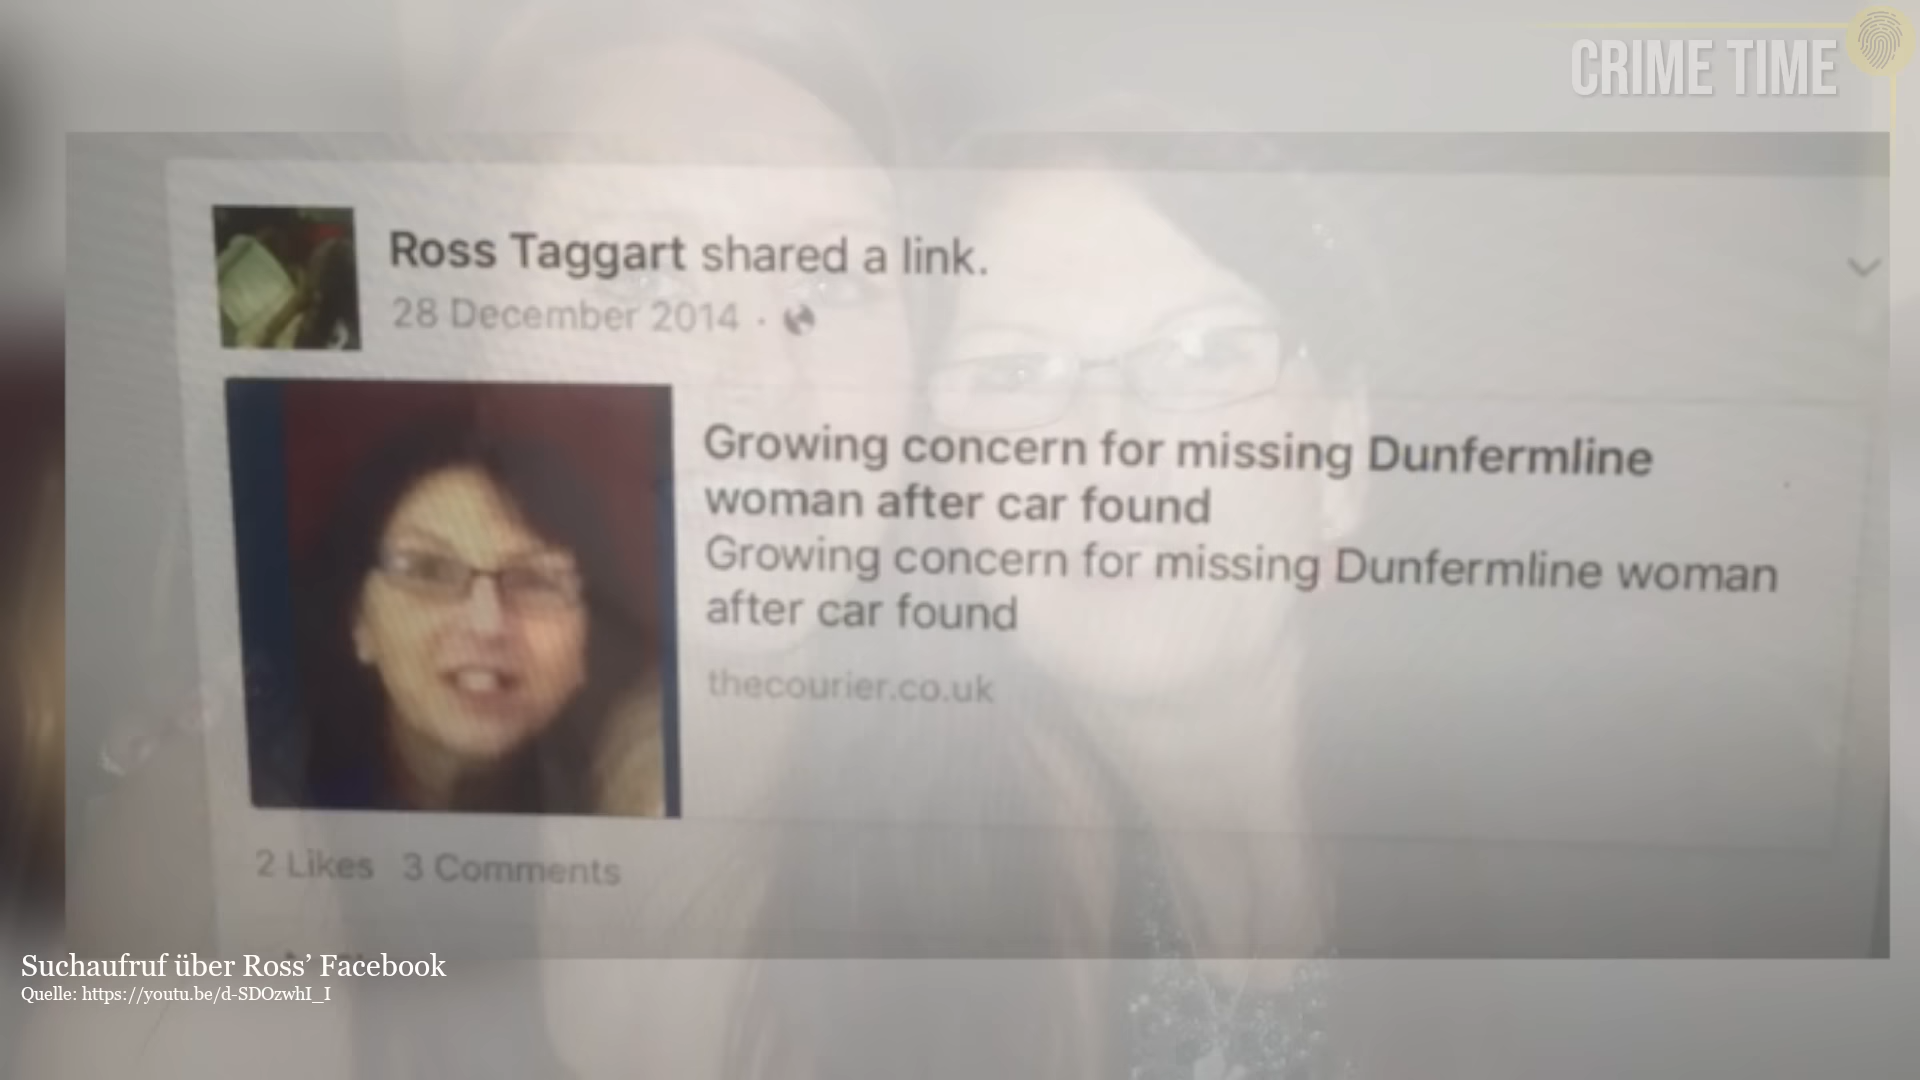 CRIME TIME
Ross Taggart shared a link.
28 December 2014 ·
Growing concern for missing Dunfermline
woman after car found
Growing concern for missing Dunfermline woman
after car found
thecourier.co.uk
2 Likes 3 Comments
Suchaufruf über Ross’ Facebook
Quelle: https://youtu.be/d-SDOzwhI_I